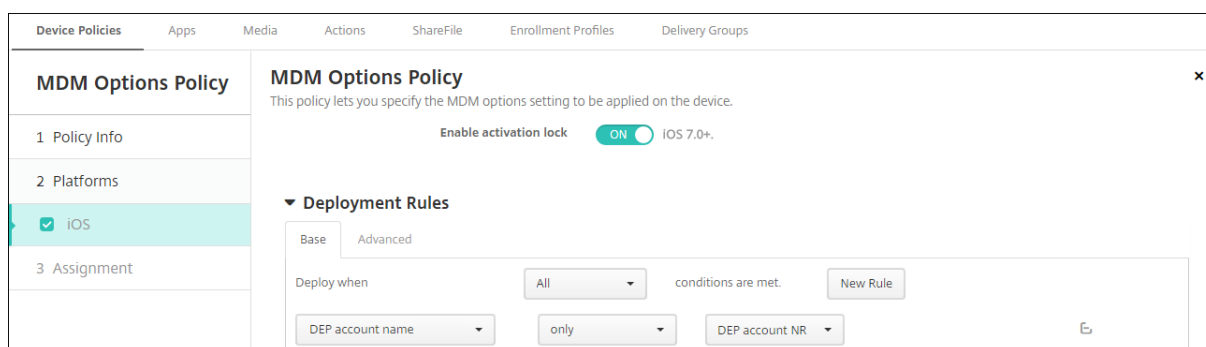 Device Policies Apps Media Actions ShareFile Enrollment Profiles Delivery Groups
MDM Options Policy
1 Policy Info
2 Platforms
iOS
3 Assignment
MDM Options Policy ×
This policy lets you specify the MDM options setting to be applied on the device.
Enable activation lock ON iOS 7.0+.
Deployment Rules
Base Advanced
Deploy when All conditions are met. New Rule
DEP account name only DEP account NR